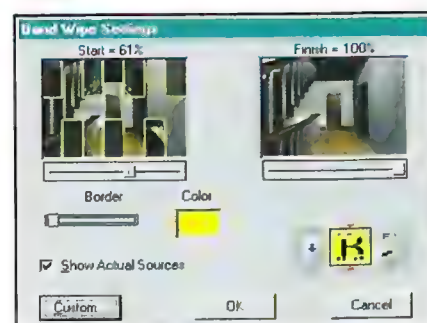 Band Wipe Settings
Start = 61% Finish = 100%
Border Color
Show Actual Sources
Custom OK Cancel